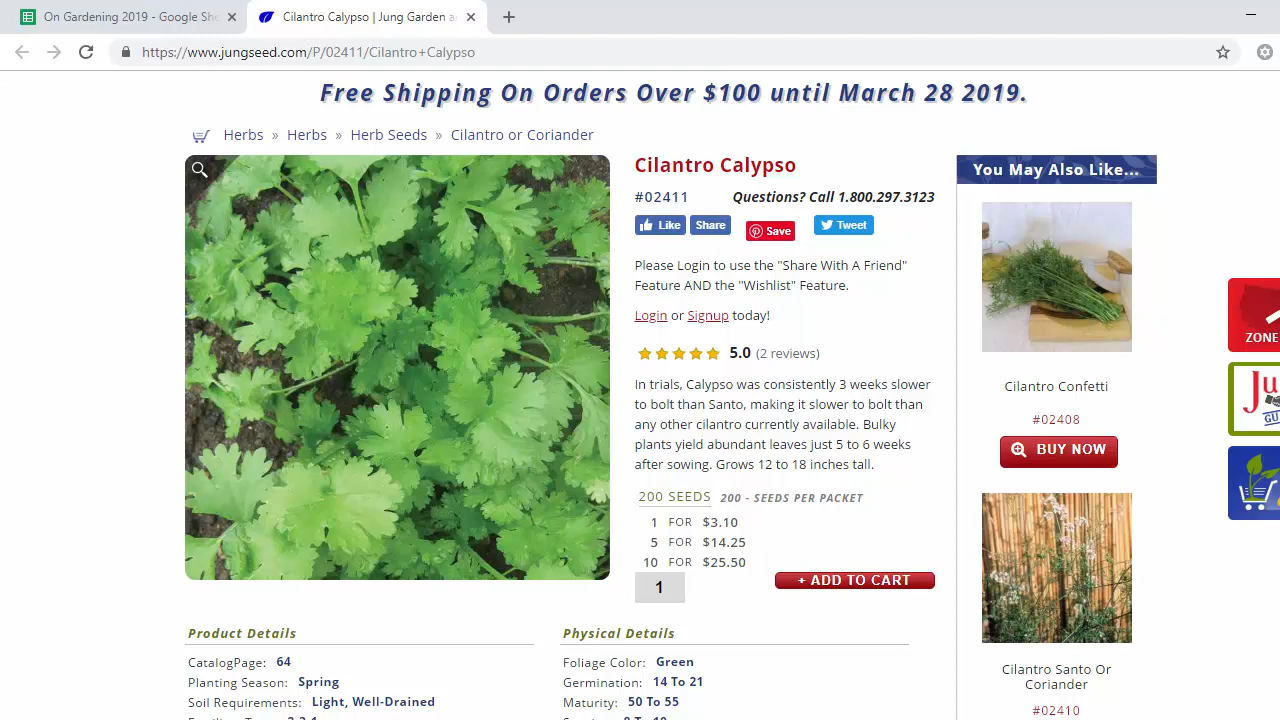 On Gardening 2019 - Google She
Cilantro Calypso | Jung Garden a
https://www.jungseed.com/P/02411/Cilantro+Calypso
Free Shipping On Orders Over $100 until March 28 2019.
Herbs » Herbs » Herb Seeds » Cilantro or Coriander
Cilantro Calypso
#02411 Questions? Call 1.800.297.3123
Like Share Save Tweet
Please Login to use the "Share With A Friend"
Feature AND the "Wishlist" Feature.
Login or Signup today!
5.0 (2 reviews)
In trials, Calypso was consistently 3 weeks slower
to bolt than Santo, making it slower to bolt than
any other cilantro currently available. Bulky
plants yield abundant leaves just 5 to 6 weeks
after sowing. Grows 12 to 18 inches tall.
200 SEEDS 200 - SEEDS PER PACKET
1 FOR $3.10
5 FOR $14.25
10 FOR $25.50
1
+ ADD TO CART
Product Details
CatalogPage: 64
Planting Season: Spring
Soil Requirements: Light, Well-Drained
Physical Details
Foliage Color: Green
Germination: 14 To 21
Maturity: 50 To 55
You May Also Like...
Cilantro Confetti
#02408
BUY NOW
Cilantro Santo Or
Coriander
#02410
ZONE
Ju